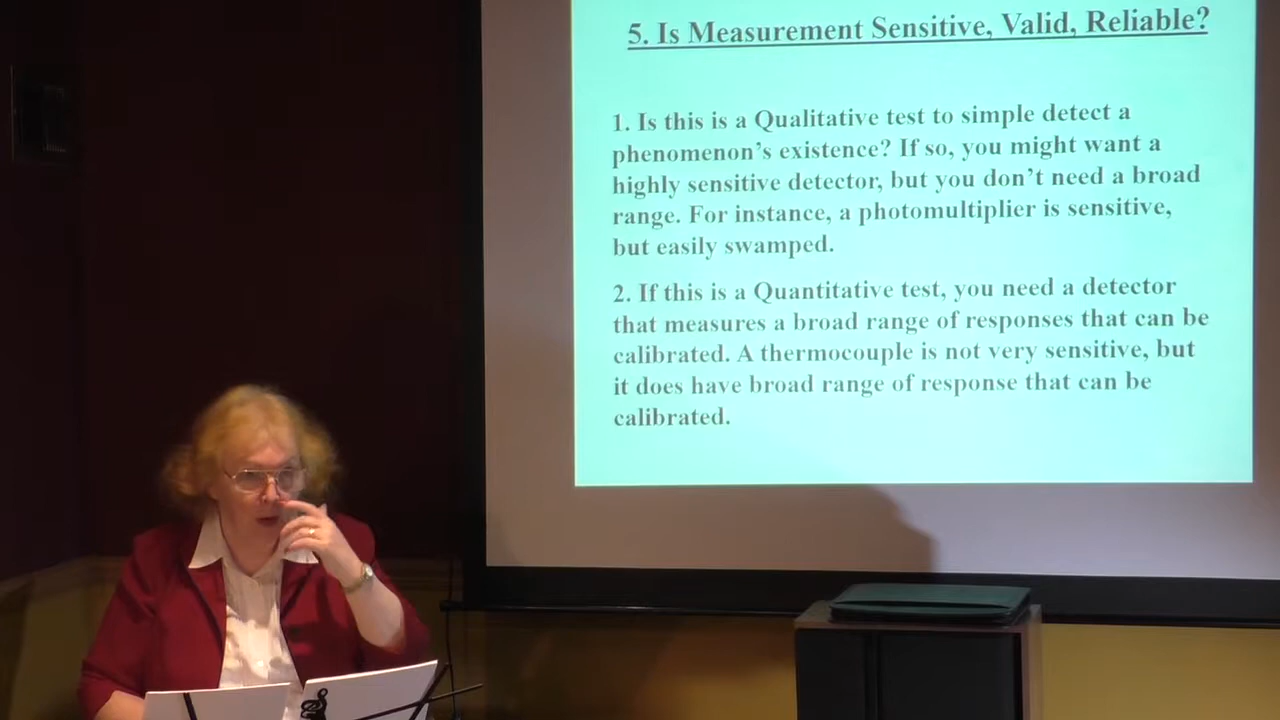 5. Is Measurement Sensitive, Valid, Reliable?
1. Is this is a Qualitative test to simple detect a
phenomenon’s existence? If so, you might want a
highly sensitive detector, but you don’t need a broad
range. For instance, a photomultiplier is sensitive,
but easily swamped.
2. If this is a Quantitative test, you need a detector
that measures a broad range of responses that can be
calibrated. A thermocouple is not very sensitive, but
it does have broad range of response that can be
calibrated.